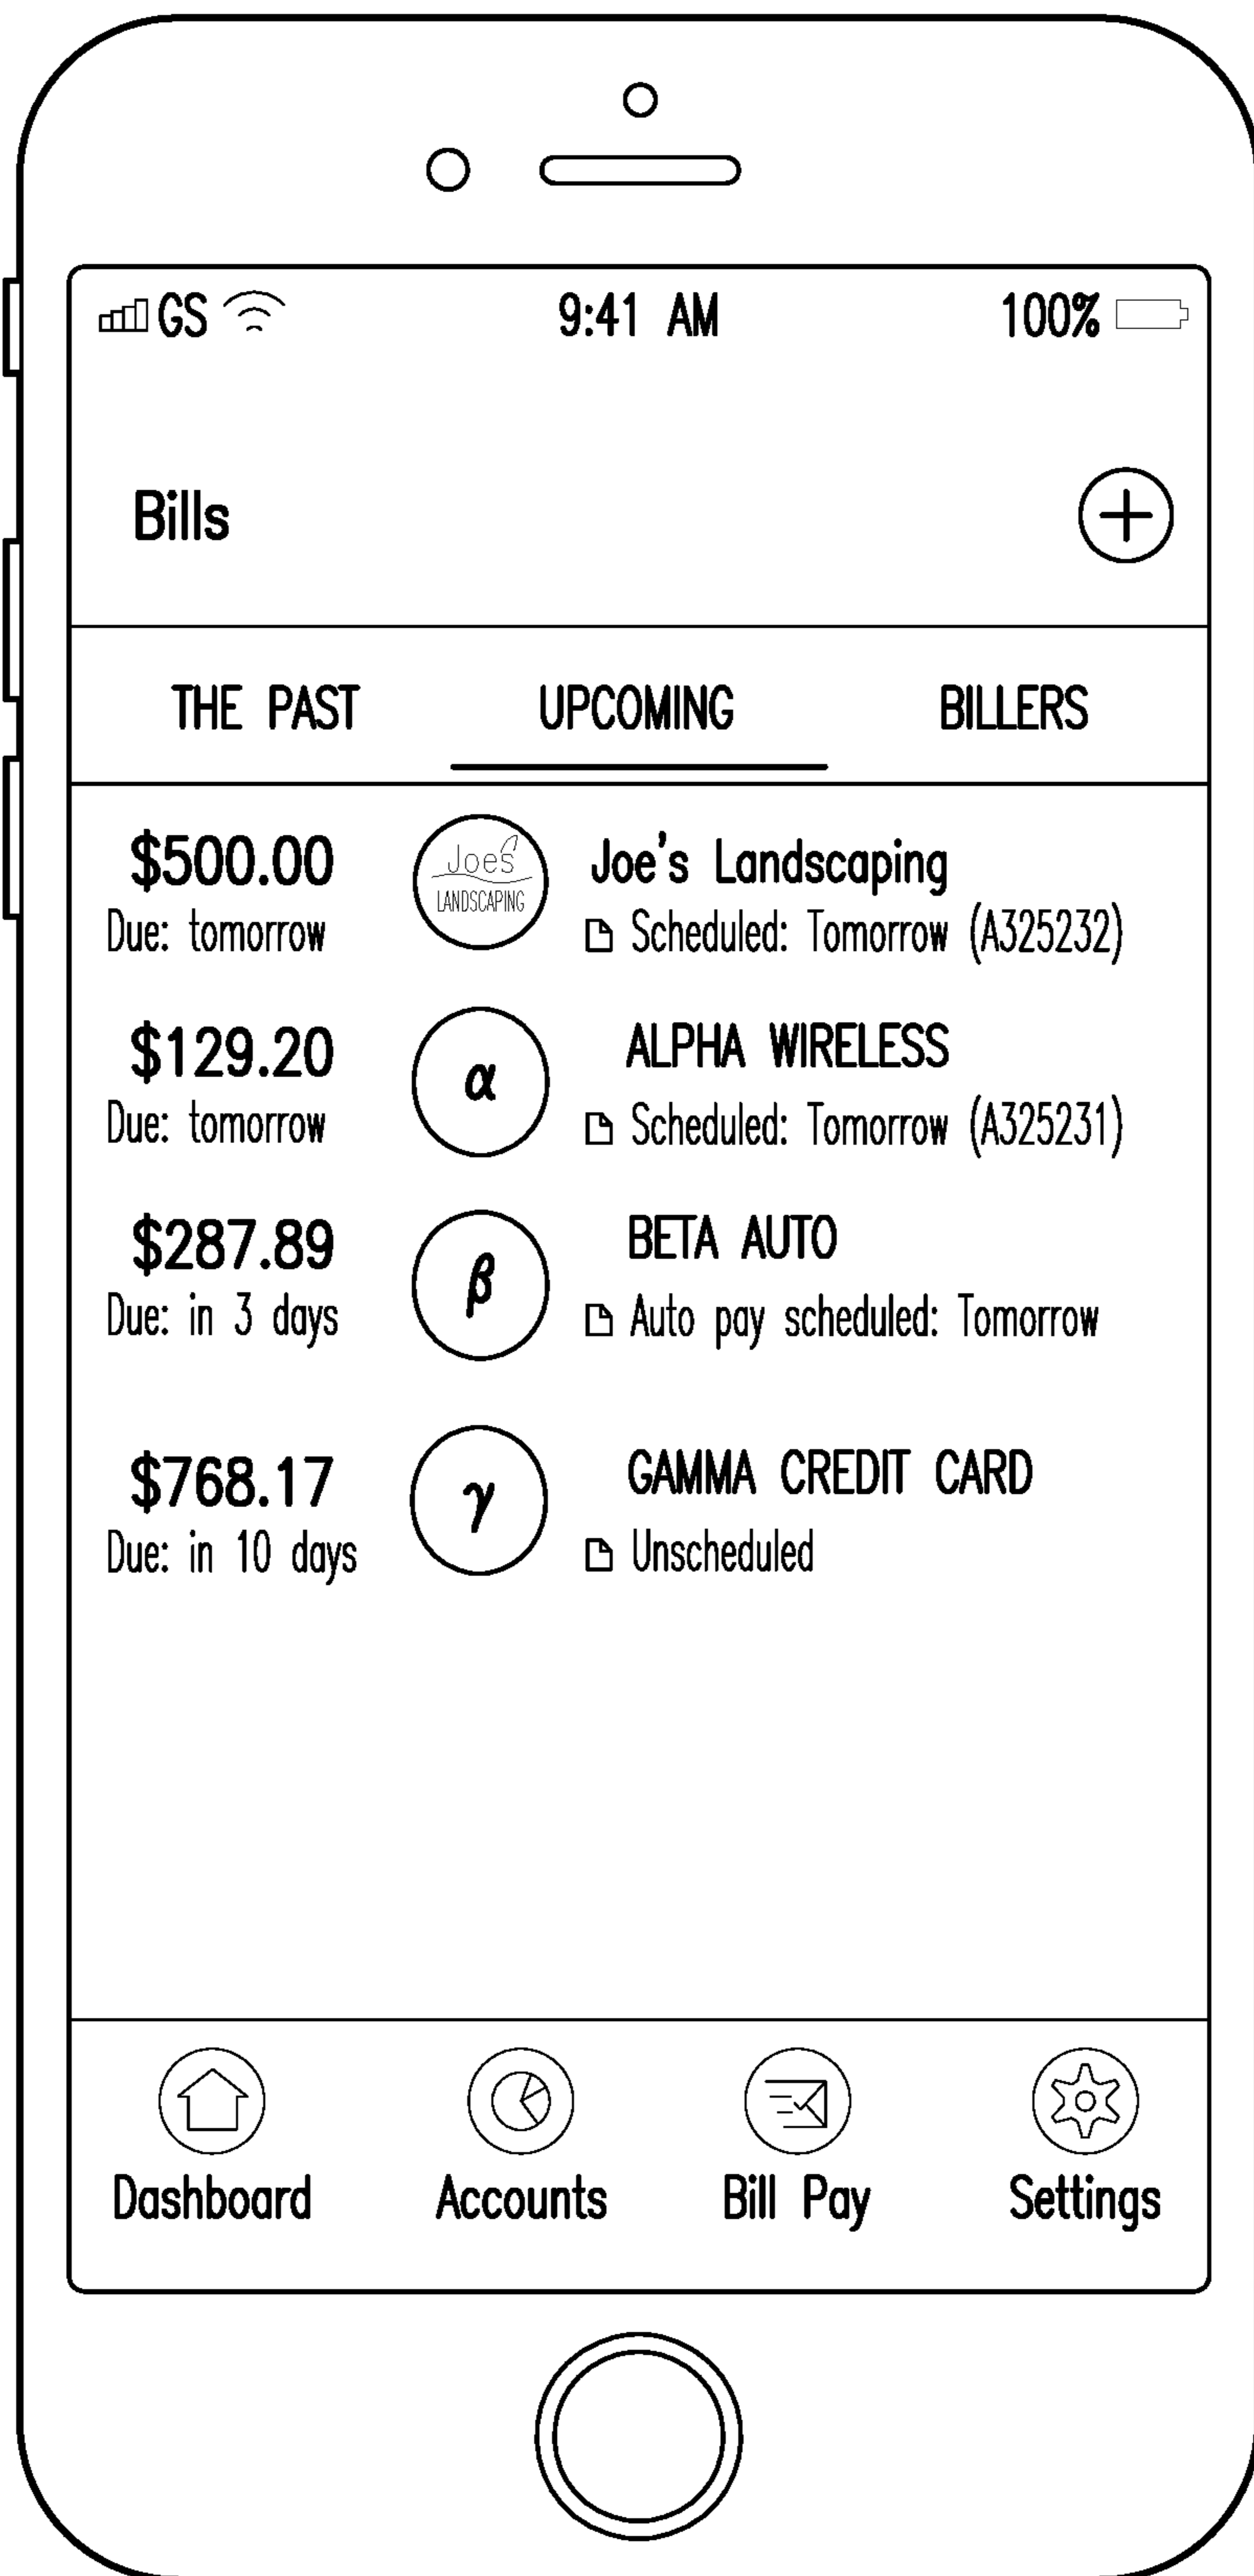 GS 9:41 AM 100%
Bills
THE PAST UPCOMING BILLERS
$500.00 Joe's Landscaping
Joe's
LANDSCAPING
Due: tomorrow Scheduled: Tomorrow (A325232)
$129.20 ALPHA WIRELESS
α
Due: tomorrow Scheduled: Tomorrow (A325231)
$287.89 BETA AUTO
β
Due: in 3 days Auto pay scheduled: Tomorrow
$768.17 GAMMA CREDIT CARD
γ
Due: in 10 days Unscheduled
Dashboard Accounts Bill Pay Settings